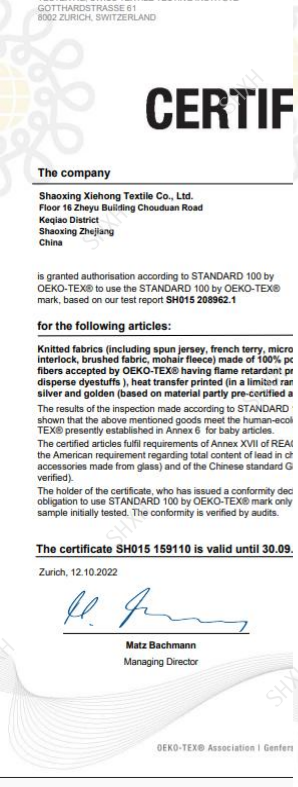 GOTTHARDSTRASSE 61
8002 ZURICH, SWITZERLAND
CERTIF
The company
Shaoxing Xiehong Textile Co., Ltd.
Floor 16 Zheyu Building Chouduan Road
Keqiao District
Shaoxing Zhejiang
China
is granted authorisation according to STANDARD 100 by
OEKO-TEX® to use the STANDARD 100 by OEKO-TEX®
mark, based on our test report SH015 208962.1
for the following articles:
Knitted fabrics (including spun jersey, french terry, micro
interlock, brushed fabric, mohair fleece) made of 100% po
fibers accepted by OEKO-TEX® having flame retardant pr
disperse dyestuffs ), heat transfer printed (in a limited ran
silver and golden (based on material partly pre-certified a
The results of the inspection made according to STANDARD
shown that the above mentioned goods meet the human-ecol
TEX® presently established in Annex 6 for baby articles.
The certified articles fulfil requirements of Annex XVII of REAC
the American requirement regarding total content of lead in ch
accessories made from glass) and of the Chinese standard G
verified).
The holder of the certificate, who has issued a conformity decl
obligation to use STANDARD 100 by OEKO-TEX® mark only
sample initially tested. The conformity is verified by audits.
The certificate SH015 159110 is valid until 30.09.
Zurich, 12.10.2022
Matz Bachmann
Managing Director
OEKO-TEX® Association | Genfers